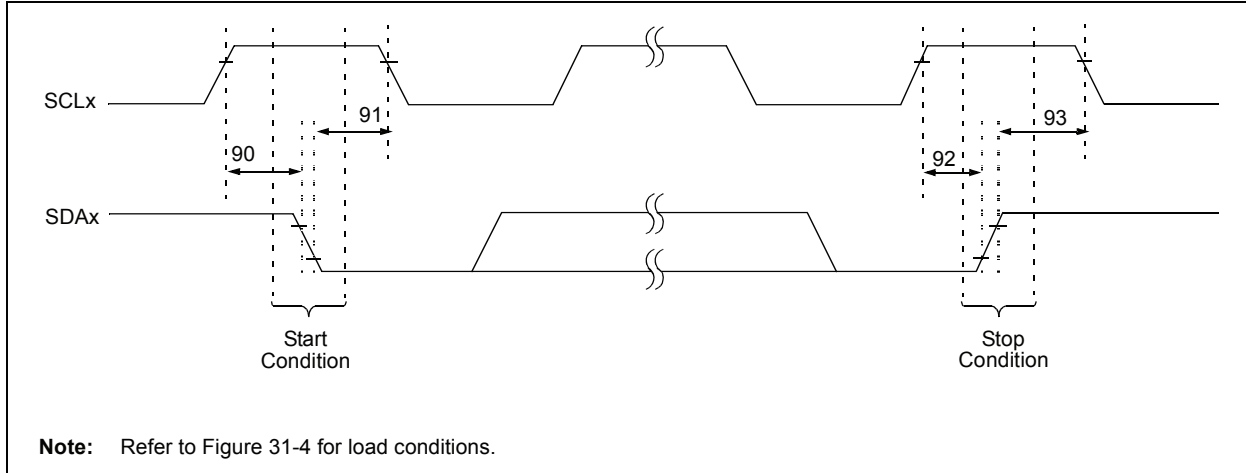 SCLx
91
93
90
92
SDAx
Start
Condition
Stop
Condition
Note: Refer to Figure 31-4 for load conditions.